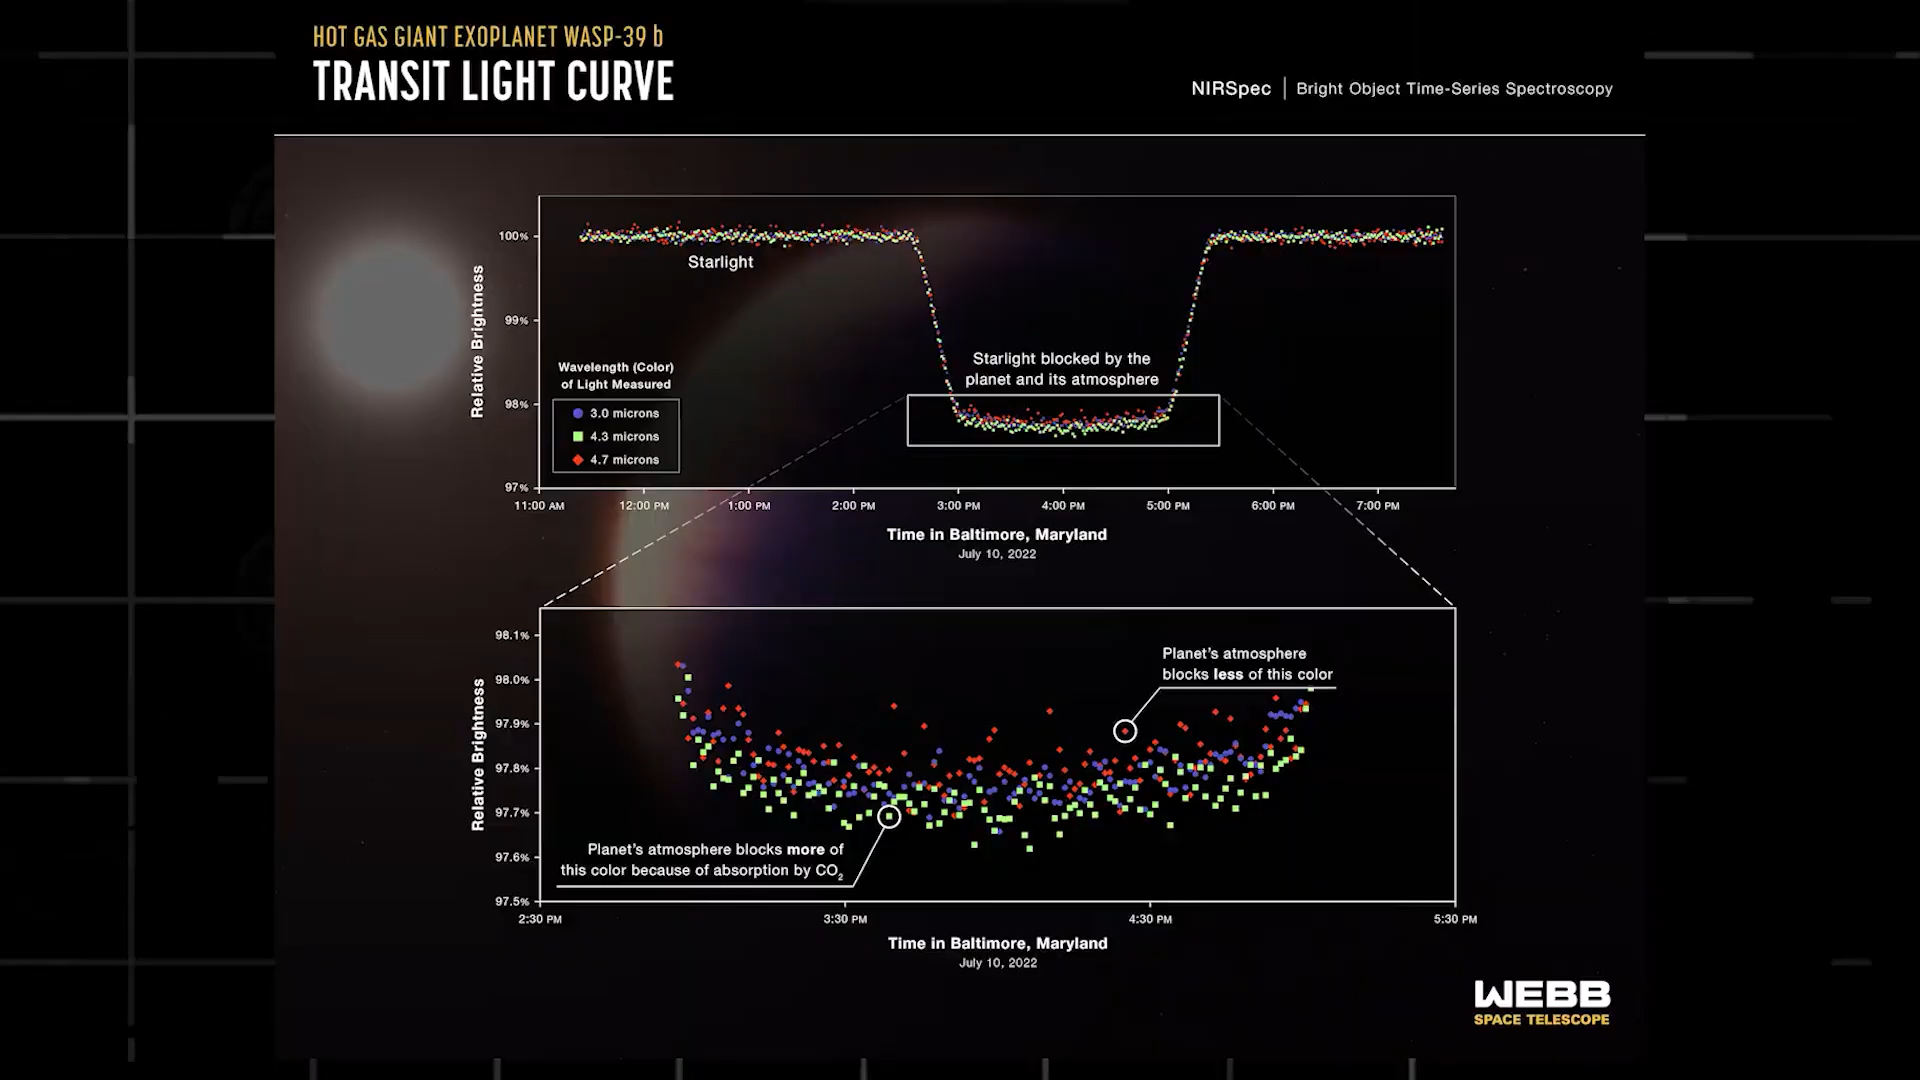 HOT GAS GIANT EXOPLANET WASP-39 b
TRANSIT LIGHT CURVE
NIRSpec | Bright Object Time-Series Spectroscopy
Relative Brightness
100%
99%
98%
97%
Starlight
Starlight blocked by the
planet and its atmosphere
Wavelength (Color)
of Light Measured
3.0 microns
4.3 microns
4.7 microns
11:00 AM 12:00 PM 1:00 PM 2:00 PM 3:00 PM 4:00 PM 5:00 PM 6:00 PM 7:00 PM
Time in Baltimore, Maryland
July 10, 2022
Relative Brightness
98.1%
98.0%
97.9%
97.8%
97.7%
97.6%
97.5%
Planet's atmosphere
blocks less of this color
Planet's atmosphere blocks more of
this color because of absorption by CO₂
2:30 PM 3:30 PM 4:30 PM 5:30 PM
Time in Baltimore, Maryland
July 10, 2022
WEBB
SPACE TELESCOPE